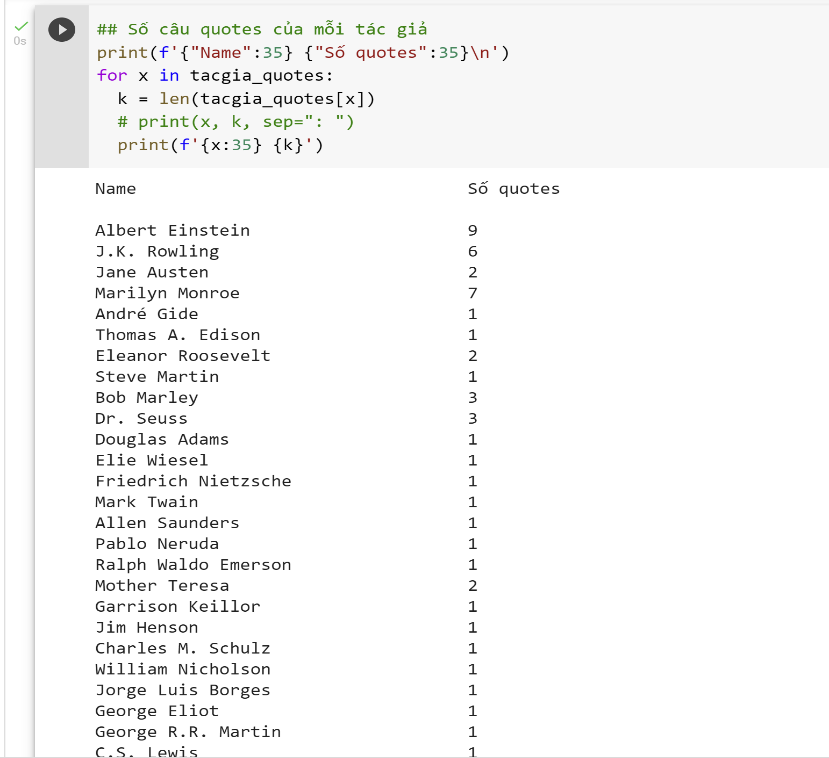 0s
## Số câu quotes của mỗi tác giả
print(f'{"Name":35} {"Số quotes":35}\n')
for x in tacgia_quotes:
  k = len(tacgia_quotes[x])
  # print(x, k, sep=": ")
  print(f'{x:35} {k}')
Name Số quotes
Albert Einstein 9
J.K. Rowling 6
Jane Austen 2
Marilyn Monroe 7
André Gide 1
Thomas A. Edison 1
Eleanor Roosevelt 2
Steve Martin 1
Bob Marley 3
Dr. Seuss 3
Douglas Adams 1
Elie Wiesel 1
Friedrich Nietzsche 1
Mark Twain 1
Allen Saunders 1
Pablo Neruda 1
Ralph Waldo Emerson 1
Mother Teresa 2
Garrison Keillor 1
Jim Henson 1
Charles M. Schulz 1
William Nicholson 1
Jorge Luis Borges 1
George Eliot 1
George R.R. Martin 1
C.S. Lewis 1